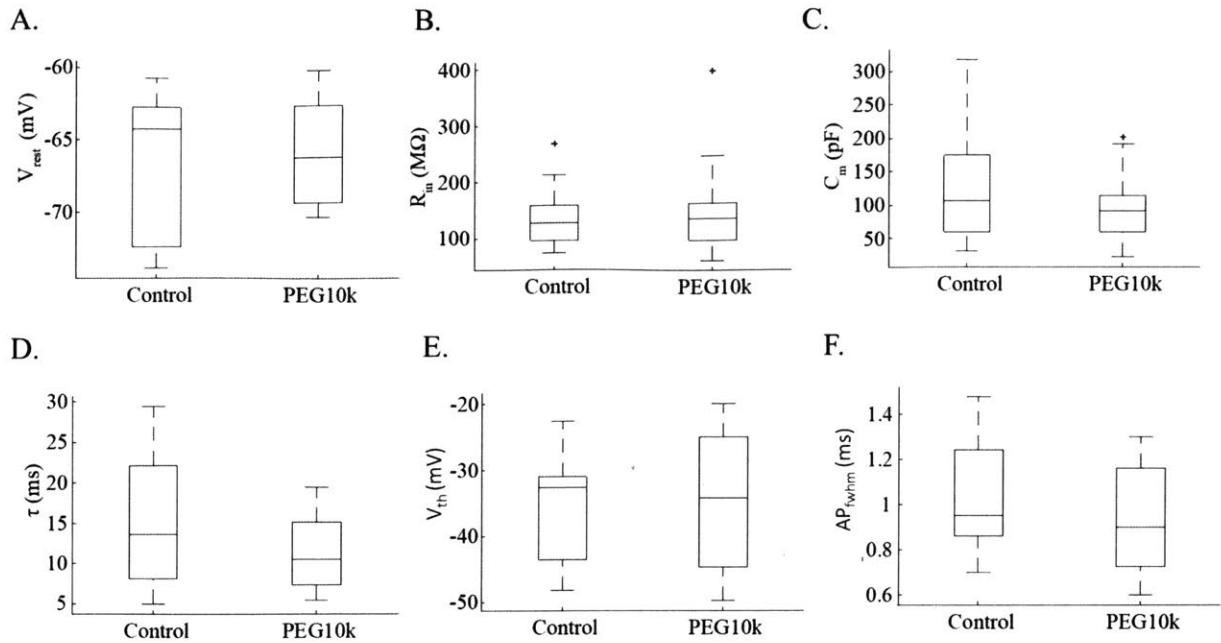 A.
-60
-65
-70
V_rest (mV)
Control
PEG10k
B.
400
300
200
100
R_in (MΩ)
Control
PEG10k
C.
300
250
200
150
100
50
C_m (pF)
Control
PEG10k
D.
30
25
20
15
10
5
τ (ms)
Control
PEG10k
E.
-20
-30
-40
-50
V_th (mV)
Control
PEG10k
F.
1.4
1.2
1
0.8
0.6
AP_fwhm (ms)
Control
PEG10k